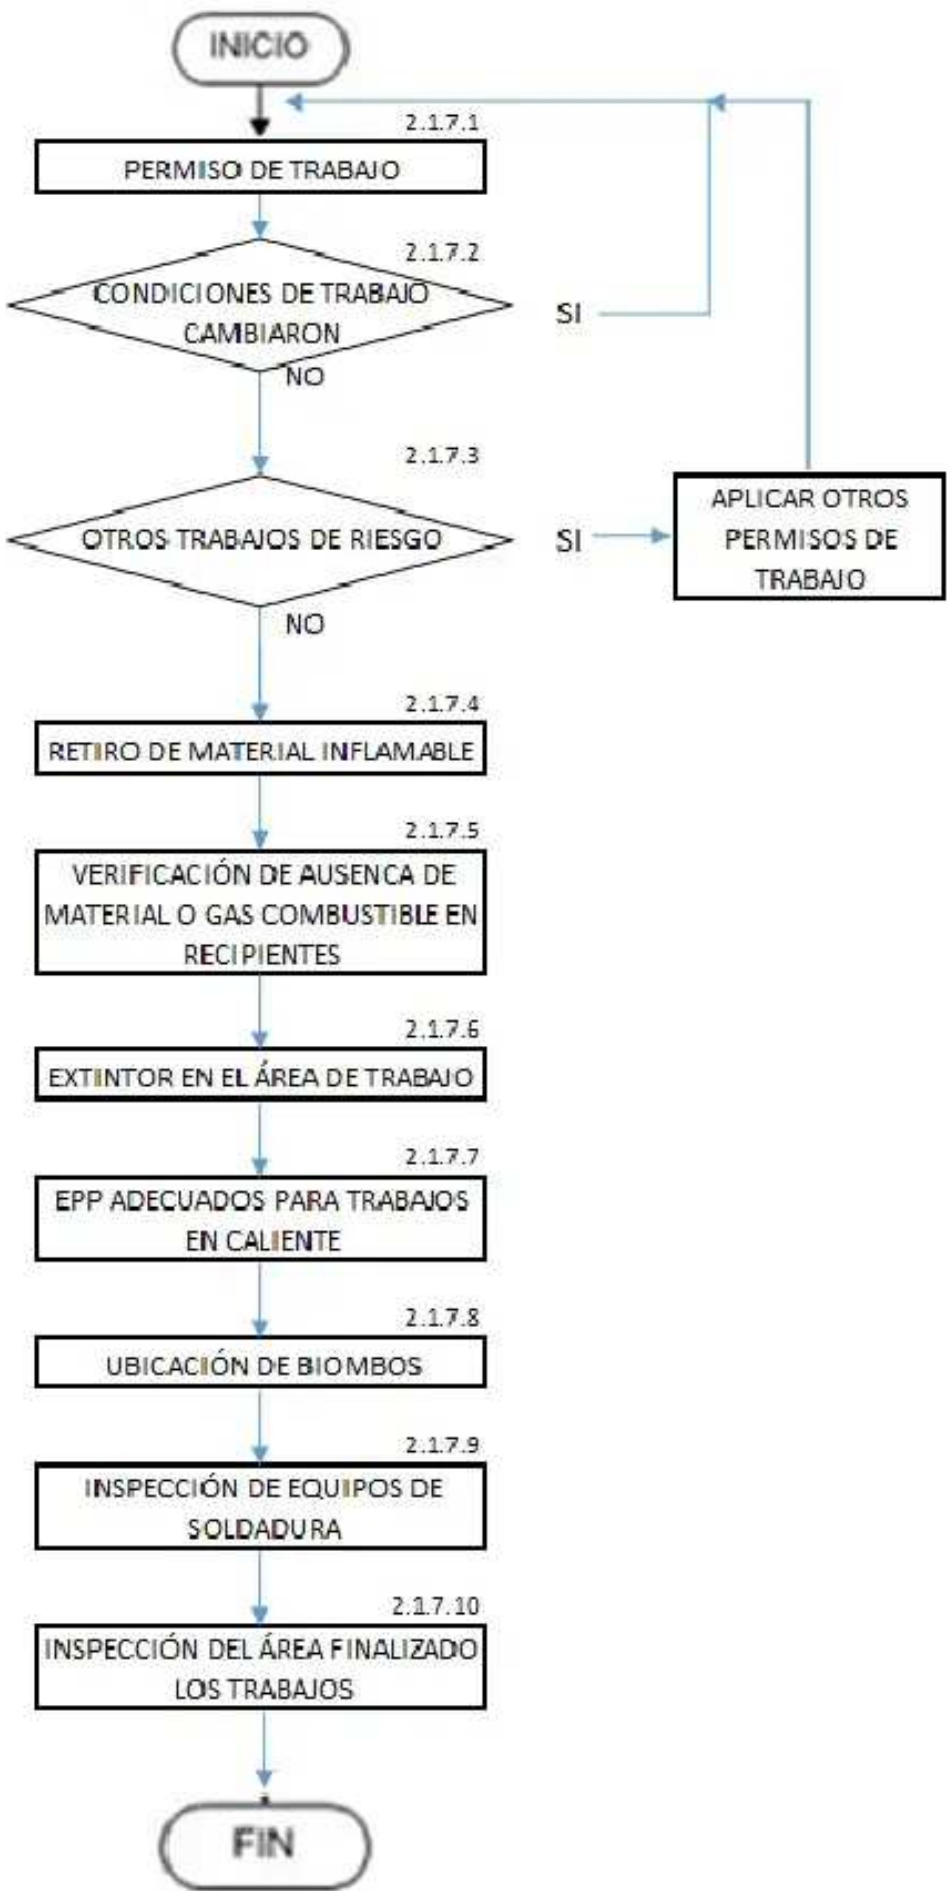 INICIO
2.1.7.1
PERMISO DE TRABAJO
2.1.7.2
CONDICIONES DE TRABAJO
CAMBIARON
SI
NO
2.1.7.3
OTROS TRABAJOS DE RIESGO
SI
APLICAR OTROS
PERMISOS DE
TRABAJO
NO
2.1.7.4
RETIRO DE MATERIAL INFLAMABLE
2.1.7.5
VERIFICACIÓN DE AUSENCA DE
MATERIAL O GAS COMBUSTIBLE EN
RECIPIENTES
2.1.7.6
EXTINTOR EN EL ÁREA DE TRABAJO
2.1.7.7
EPP ADECUADOS PARA TRABAJOS
EN CALIENTE
2.1.7.8
UBICACIÓN DE BIOMBOS
2.1.7.9
INSPECCIÓN DE EQUIPOS DE
SOLDADURA
2.1.7.10
INSPECCIÓN DEL ÁREA FINALIZADO
LOS TRABAJOS
FIN